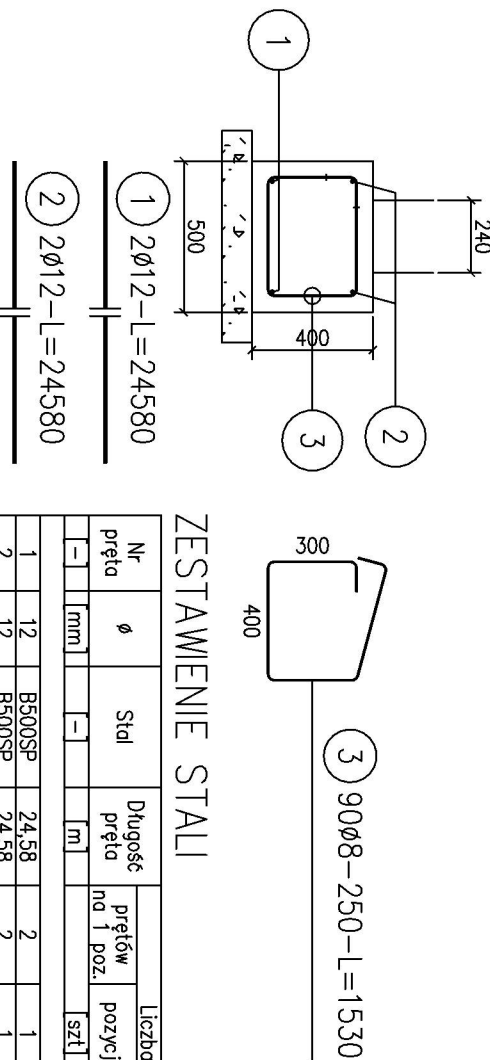 1
240
2
3
500
400
1 2ø12-L=24580
2 2ø12-L=24580
300
400
3 90ø8-250-L=1530
ZESTAWIENIE STALI
Nr pręta ø Stal Długość pręta Liczba
prętów na 1 poz. pozycj
[-] [mm] [-] [m] [szt]
1 12 B500SP 24,58 2 1
2 12 B500SP 24,58 2 1